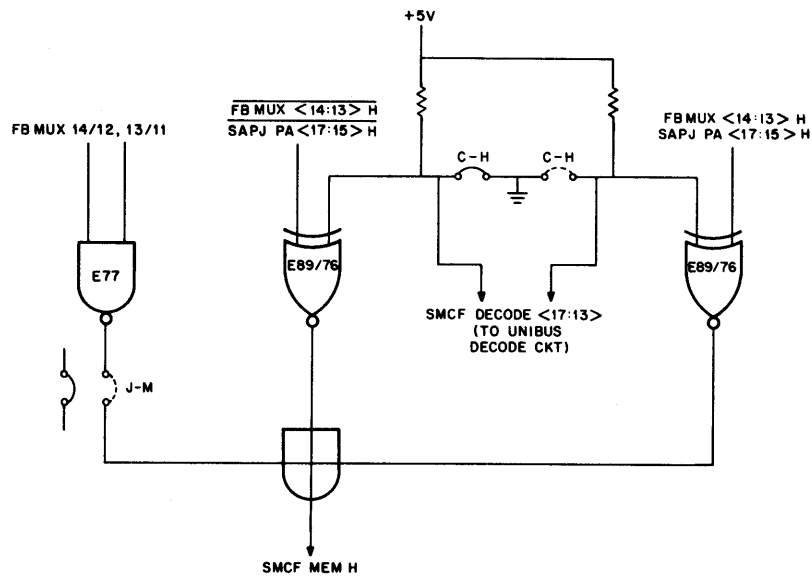 +5V
FB MUX 14/12, 13/11
FB MUX <14:13> H
SAPJ PA <17:15> H
FB MUX <14:13> H
SAPJ PA <17:15> H
C-H
C-H
E77
E89/76
E89/76
SMCF DECODE <17:13>
(TO UNIBUS
DECODE CKT)
J-M
SMCF MEM H